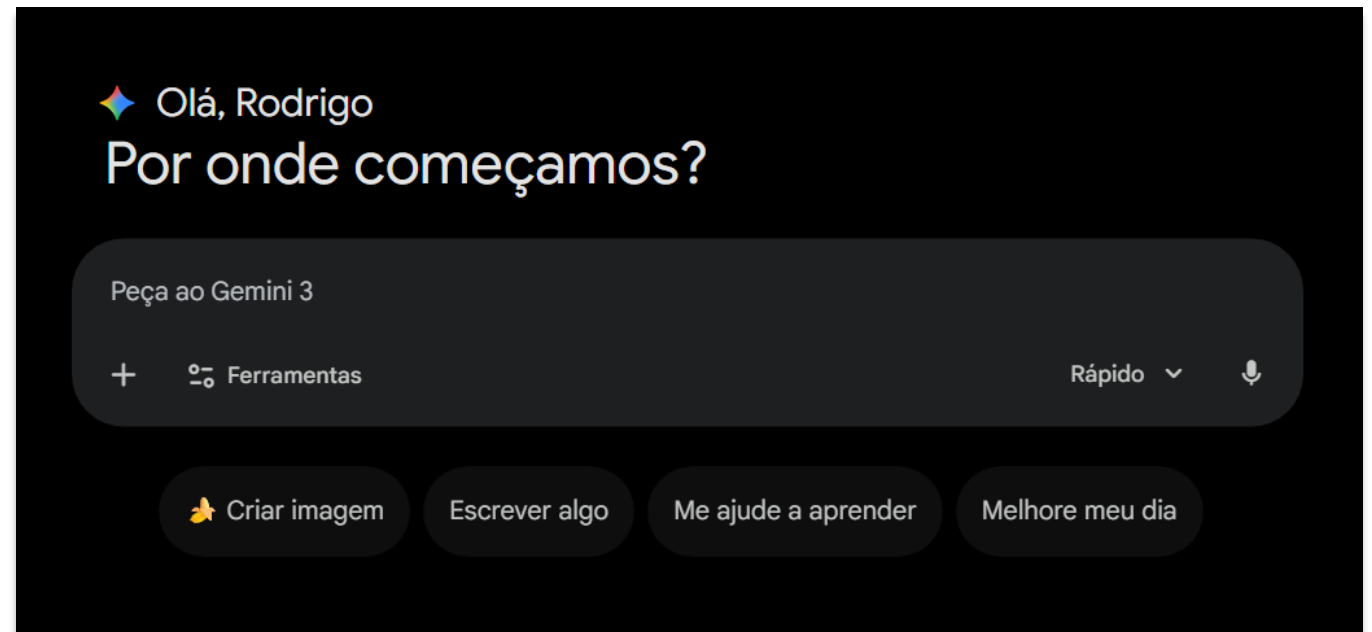 Olá, Rodrigo
Por onde começamos?
Peça ao Gemini 3
Ferramentas
Rápido
Criar imagem
Escrever algo
Me ajude a aprender
Melhore meu dia